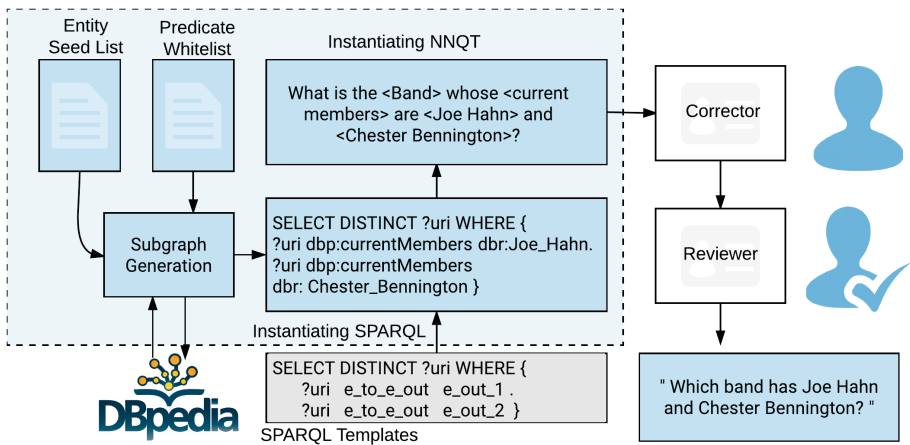 Entity
Seed List
Predicate
Whitelist
Instantiating NNQT
What is the <Band> whose <current
members> are <Joe Hahn> and
<Chester Bennington>?
Corrector
SELECT DISTINCT ?uri WHERE {
?uri dbp:currentMembers dbr:Joe_Hahn.
?uri dbp:currentMembers
dbr: Chester_Bennington }
Subgraph
Generation
Reviewer
Instantiating SPARQL
DBpedia
SELECT DISTINCT ?uri WHERE {
?uri e_to_e_out e_out_1 .
?uri e_to_e_out e_out_2 }
SPARQL Templates
" Which band has Joe Hahn
and Chester Bennington? "